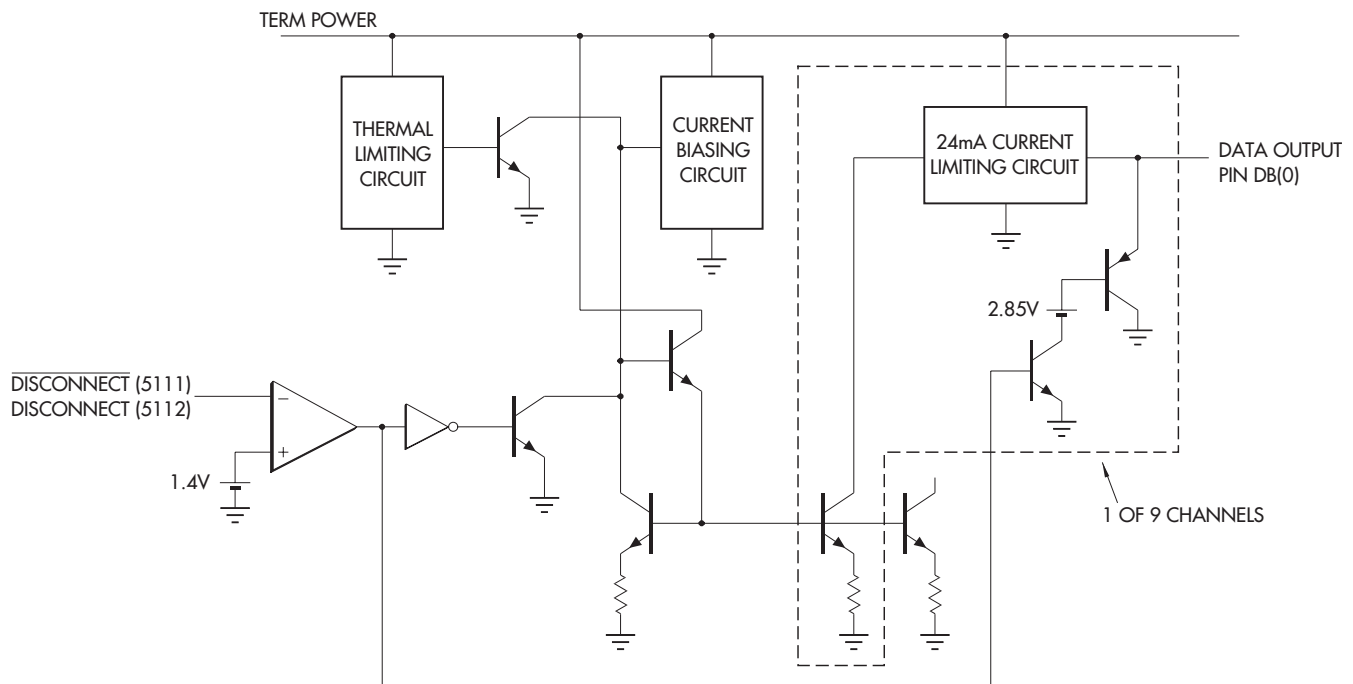 TERM POWER
THERMAL
LIMITING
CIRCUIT
CURRENT
BIASING
CIRCUIT
24mA CURRENT
LIMITING CIRCUIT
DATA OUTPUT
PIN DB(0)
2.85V
DISCONNECT (5111)
DISCONNECT (5112)
−
+
1.4V
1 OF 9 CHANNELS